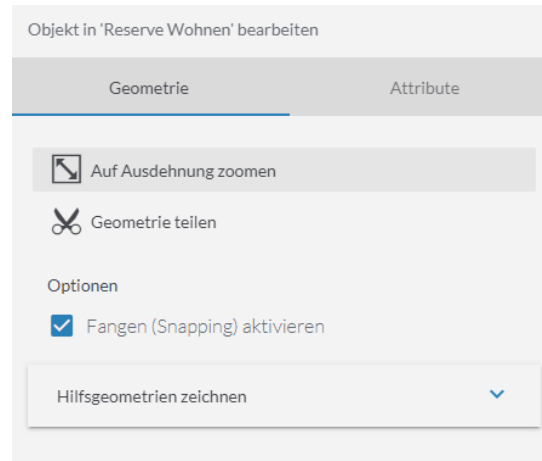 Objekt in 'Reserve Wohnen' bearbeiten
Geometrie Attribute
Auf Ausdehnung zoomen
Geometrie teilen
Optionen
Fangen (Snapping) aktivieren
Hilfsgeometrien zeichnen